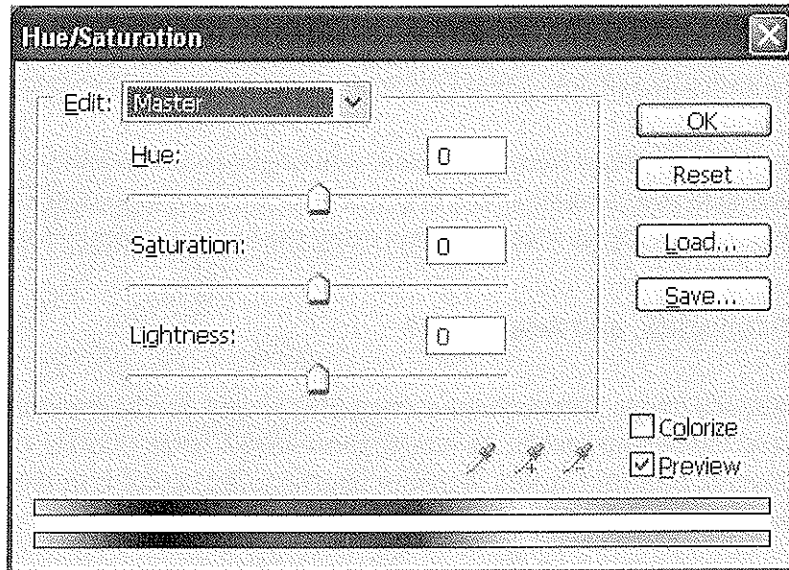 Hue/Saturation
Edit: Master
OK
Hue: 0
Reset
Saturation: 0
Load...
Save...
Lightness: 0
Colorize
Preview